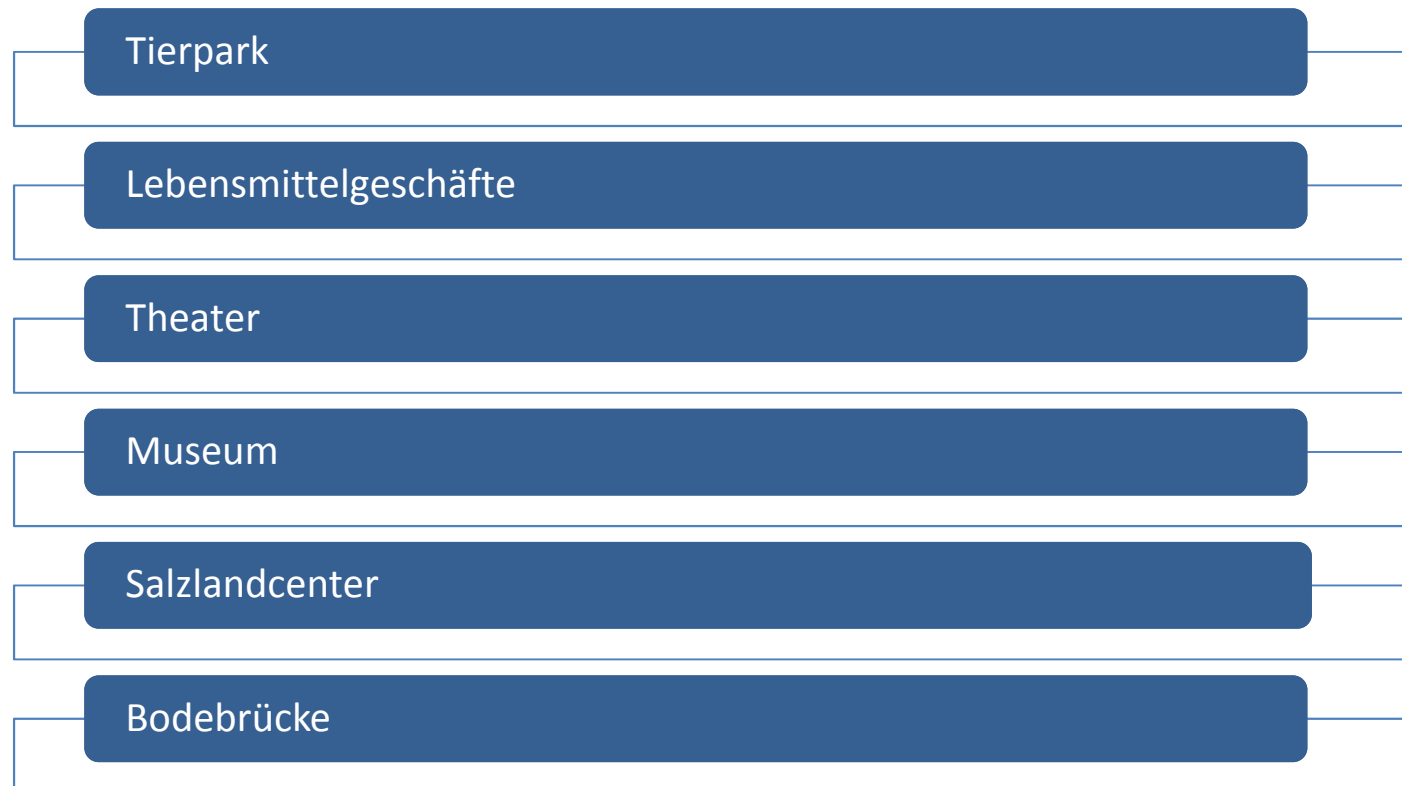 Tierpark
Lebensmittelgeschäfte
Theater
Museum
Salzlandcenter
Bodebrücke